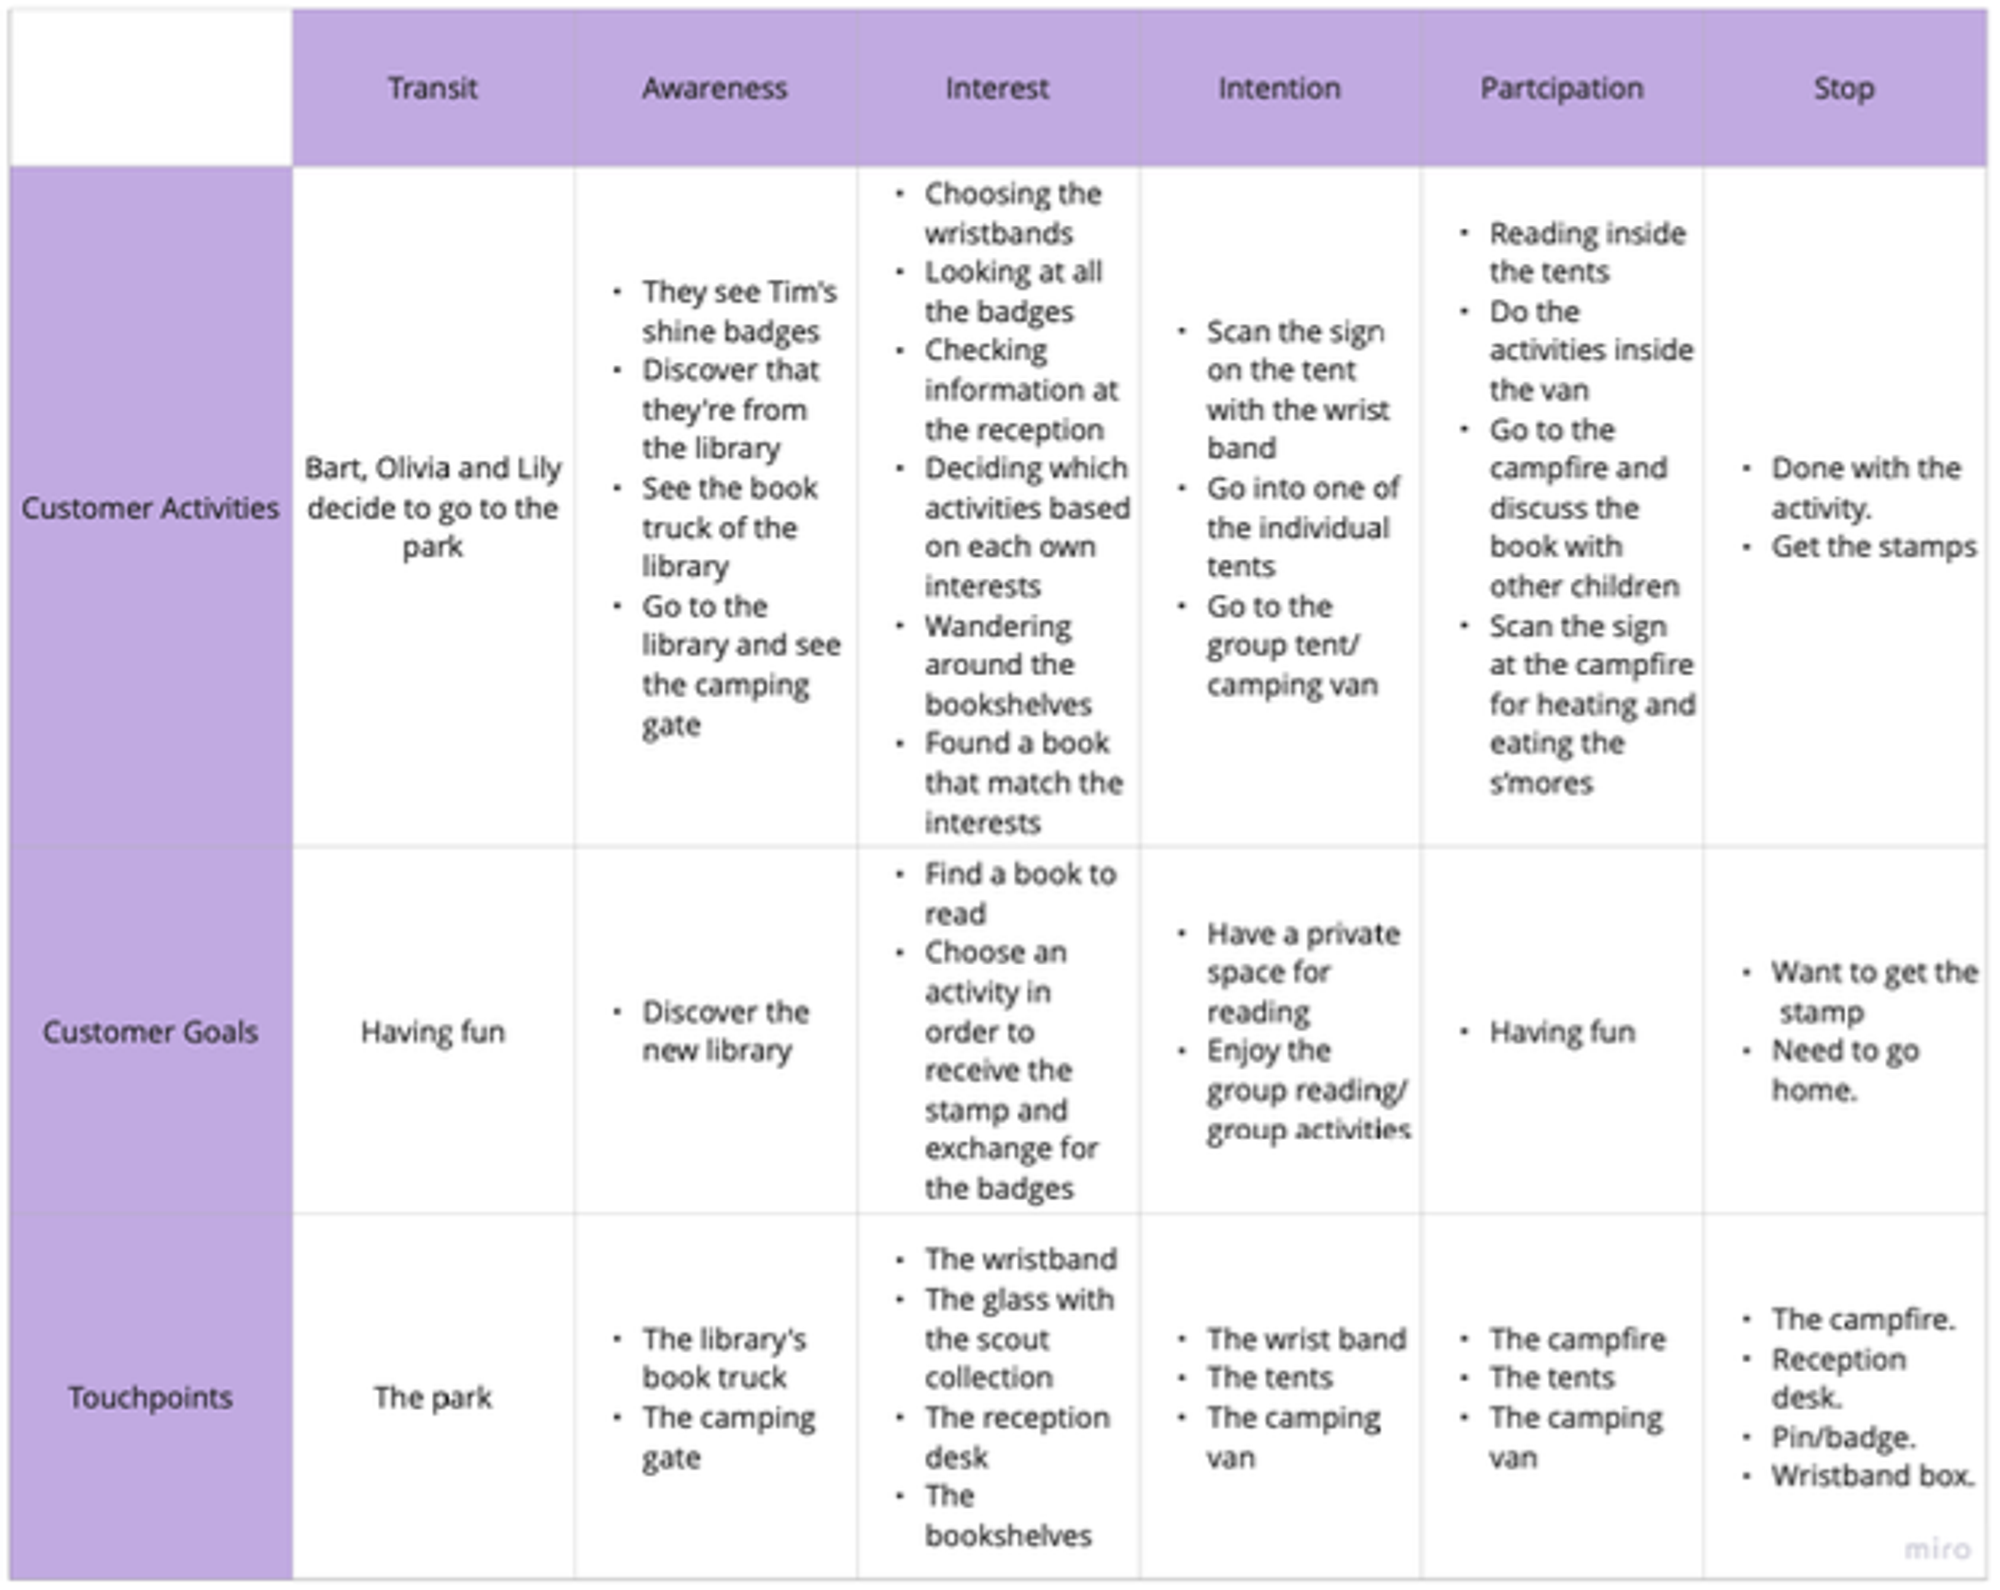 Transit
Awareness
Interest
Intention
Partcipation
Stop
Customer Activities
Bart, Olivia and Lily
decide to go to the
park
• They see Tim's
shine badges
• Discover that
they're from
the library
• See the book
truck of the
library
• Go to the
library and see
the camping
gate
• Choosing the
wristbands
• Looking at all
the badges
• Checking
information at
the reception
• Deciding which
activities based
on each own
interests
• Wandering
around the
bookshelves
• Found a book
that match the
interests
• Scan the sign
on the tent
with the wrist
band
• Go into one of
the individual
tents
• Go to the
group tent/
camping van
• Reading inside
the tents
• Do the
activities inside
the van
• Go to the
campfire and
discuss the
book with
other children
• Scan the sign
at the campfire
for heating and
eating the
s'mores
• Done with the
activity.
• Get the stamps
Customer Goals
Having fun
• Discover the
new library
• Find a book to
read
• Choose an
activity in
order to
receive the
stamp and
exchange for
the badges
• Have a private
space for
reading
• Enjoy the
group reading/
group activities
• Having fun
• Want to get the
stamp
• Need to go
home.
Touchpoints
The park
• The library's
book truck
• The camping
gate
• The wristband
• The glass with
the scout
collection
• The reception
desk
• The
bookshelves
• The wrist band
• The tents
• The camping
van
• The campfire
• The tents
• The camping
van
• The campfire.
• Reception
desk.
• Pin/badge.
• Wristband box.
miro